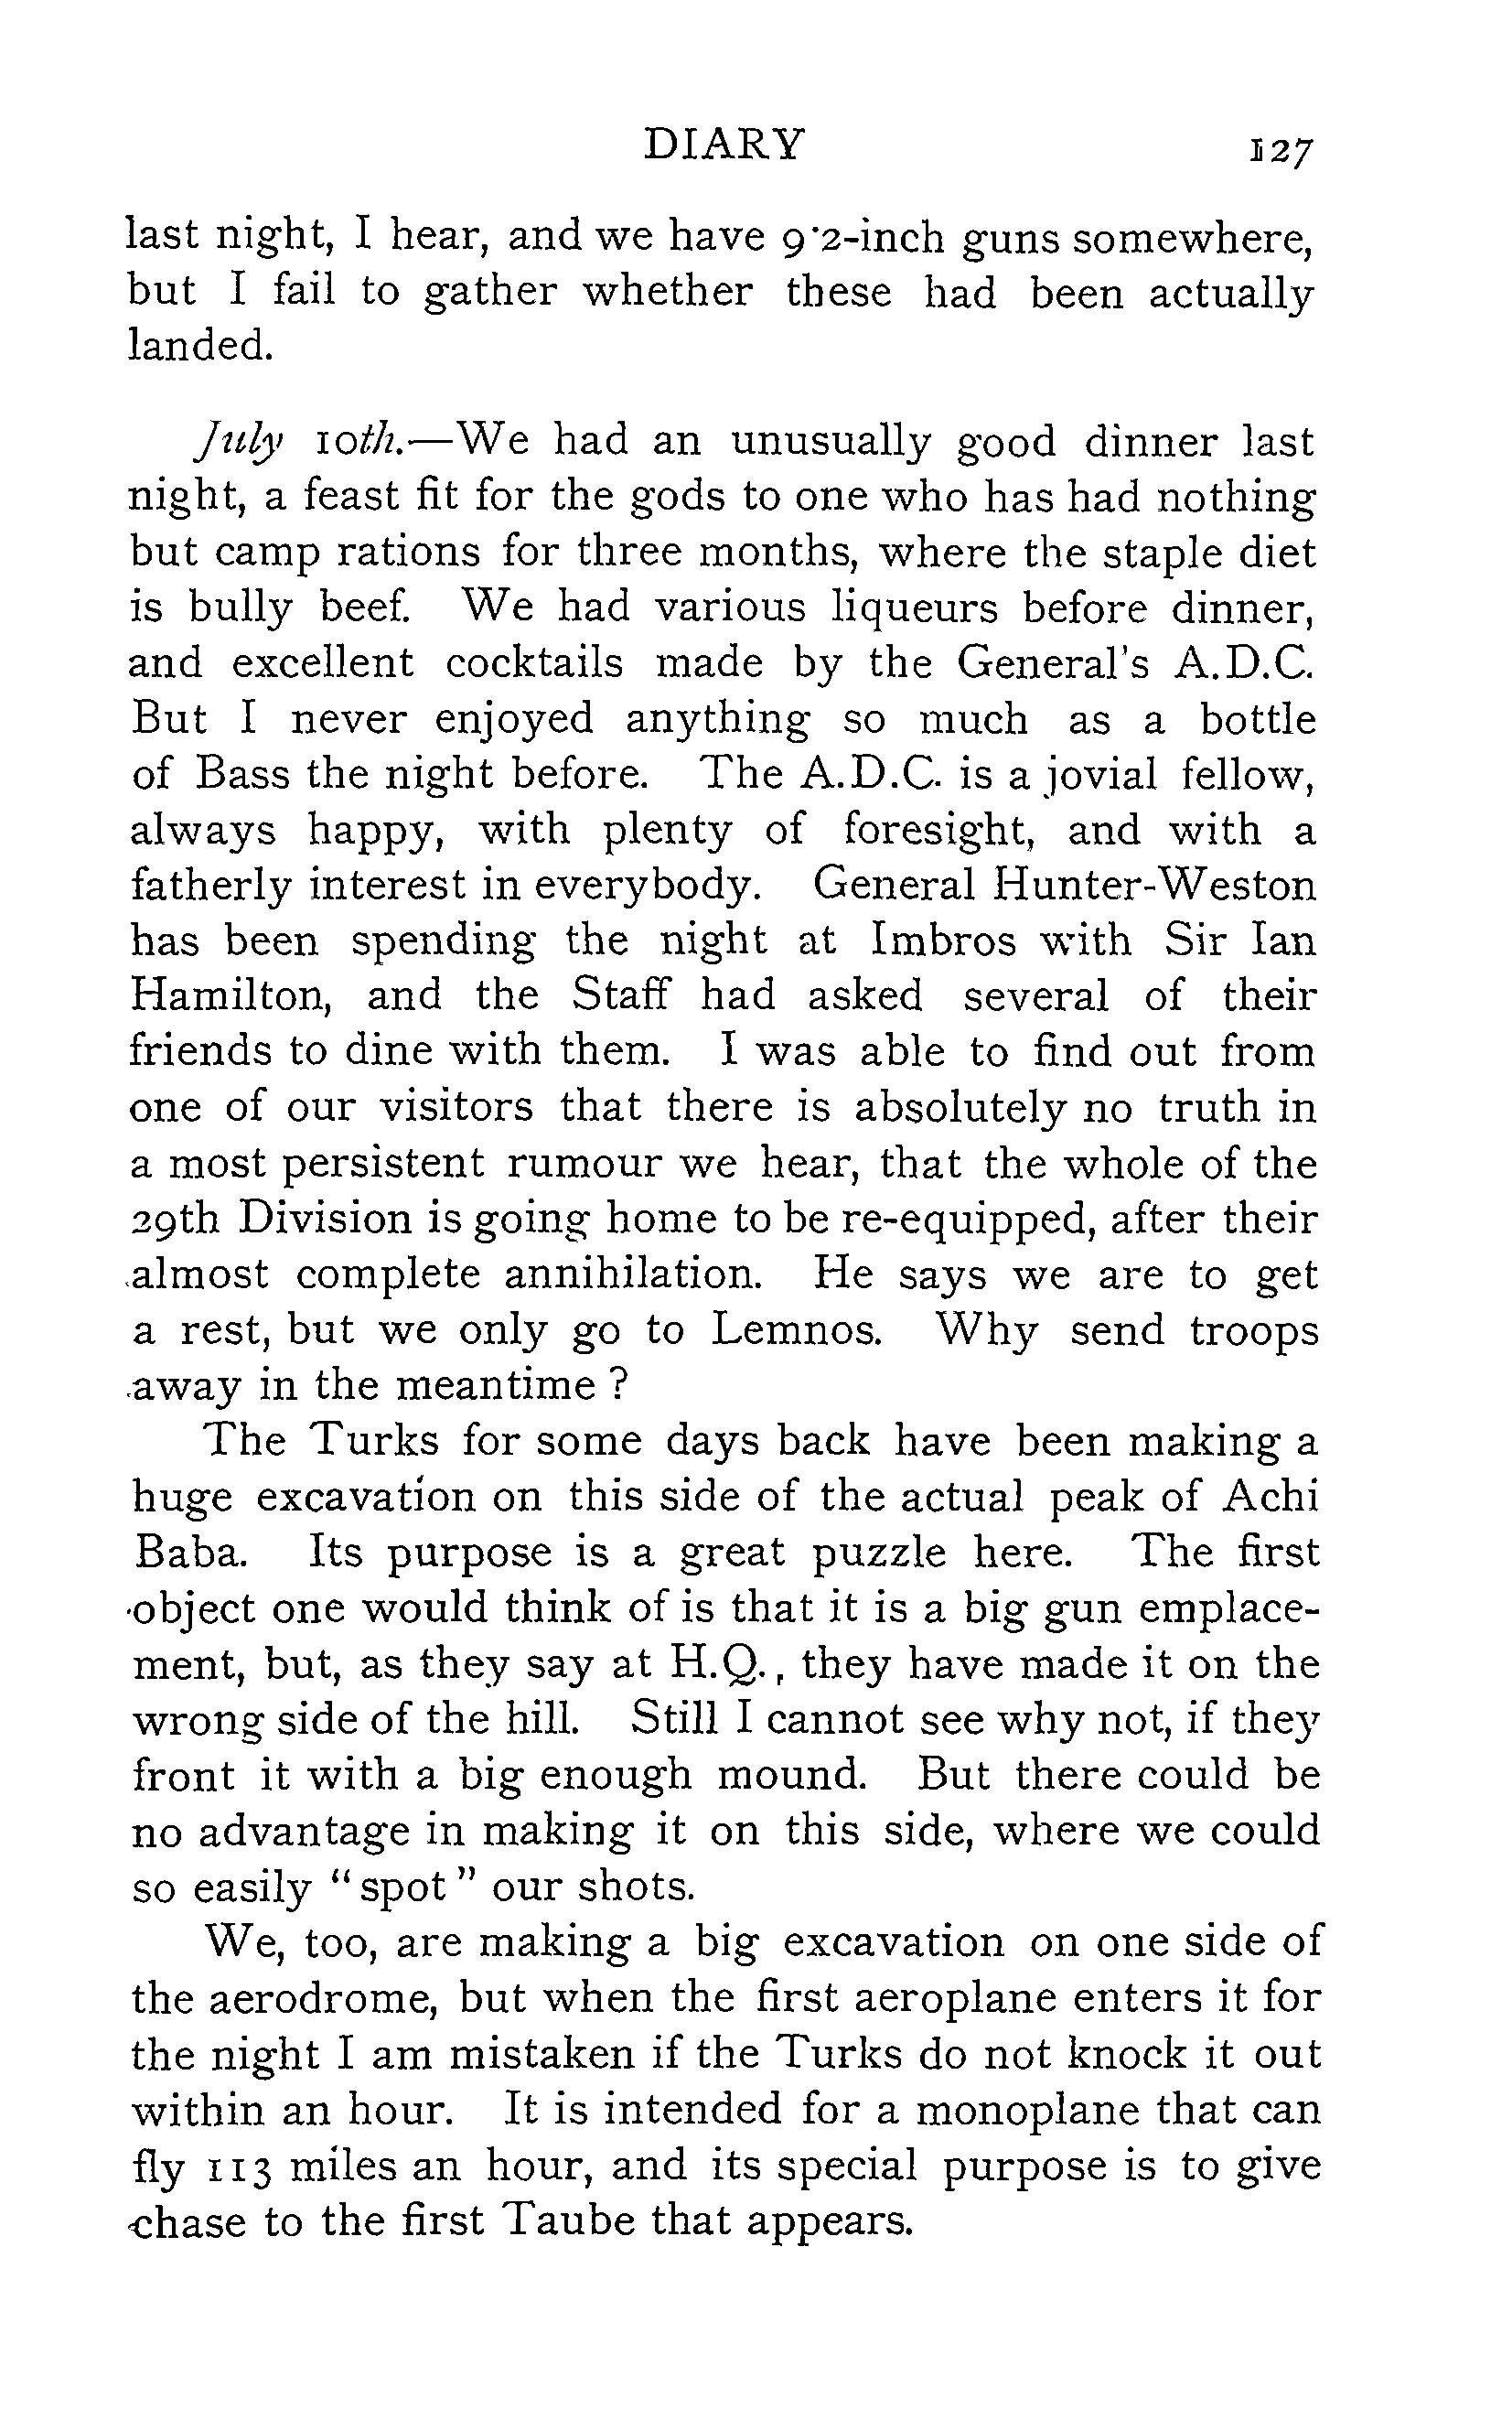 DIARY 127
last night, I hear, and we have 9·2-inch guns somewhere,
but I fail to gather whether these had been actually
landed.
July 10th.—We had an unusually good dinner last
night, a feast fit for the gods to one who has had nothing
but camp rations for three months, where the staple diet
is bully beef. We had various liqueurs before dinner,
and excellent cocktails made by the General's A.D.C.
But I never enjoyed anything so much as a bottle
of Bass the night before. The A.D.C. is a jovial fellow,
always happy, with plenty of foresight, and with a
fatherly interest in everybody. General Hunter-Weston
has been spending the night at Imbros with Sir Ian
Hamilton, and the Staff had asked several of their
friends to dine with them. I was able to find out from
one of our visitors that there is absolutely no truth in
a most persistent rumour we hear, that the whole of the
29th Division is going home to be re-equipped, after their
almost complete annihilation. He says we are to get
a rest, but we only go to Lemnos. Why send troops
away in the meantime ?
The Turks for some days back have been making a
huge excavation on this side of the actual peak of Achi
Baba. Its purpose is a great puzzle here. The first
object one would think of is that it is a big gun emplace-
ment, but, as they say at H.Q., they have made it on the
wrong side of the hill. Still I cannot see why not, if they
front it with a big enough mound. But there could be
no advantage in making it on this side, where we could
so easily “ spot ” our shots.
We, too, are making a big excavation on one side of
the aerodrome, but when the first aeroplane enters it for
the night I am mistaken if the Turks do not knock it out
within an hour. It is intended for a monoplane that can
fly 113 miles an hour, and its special purpose is to give
chase to the first Taube that appears.